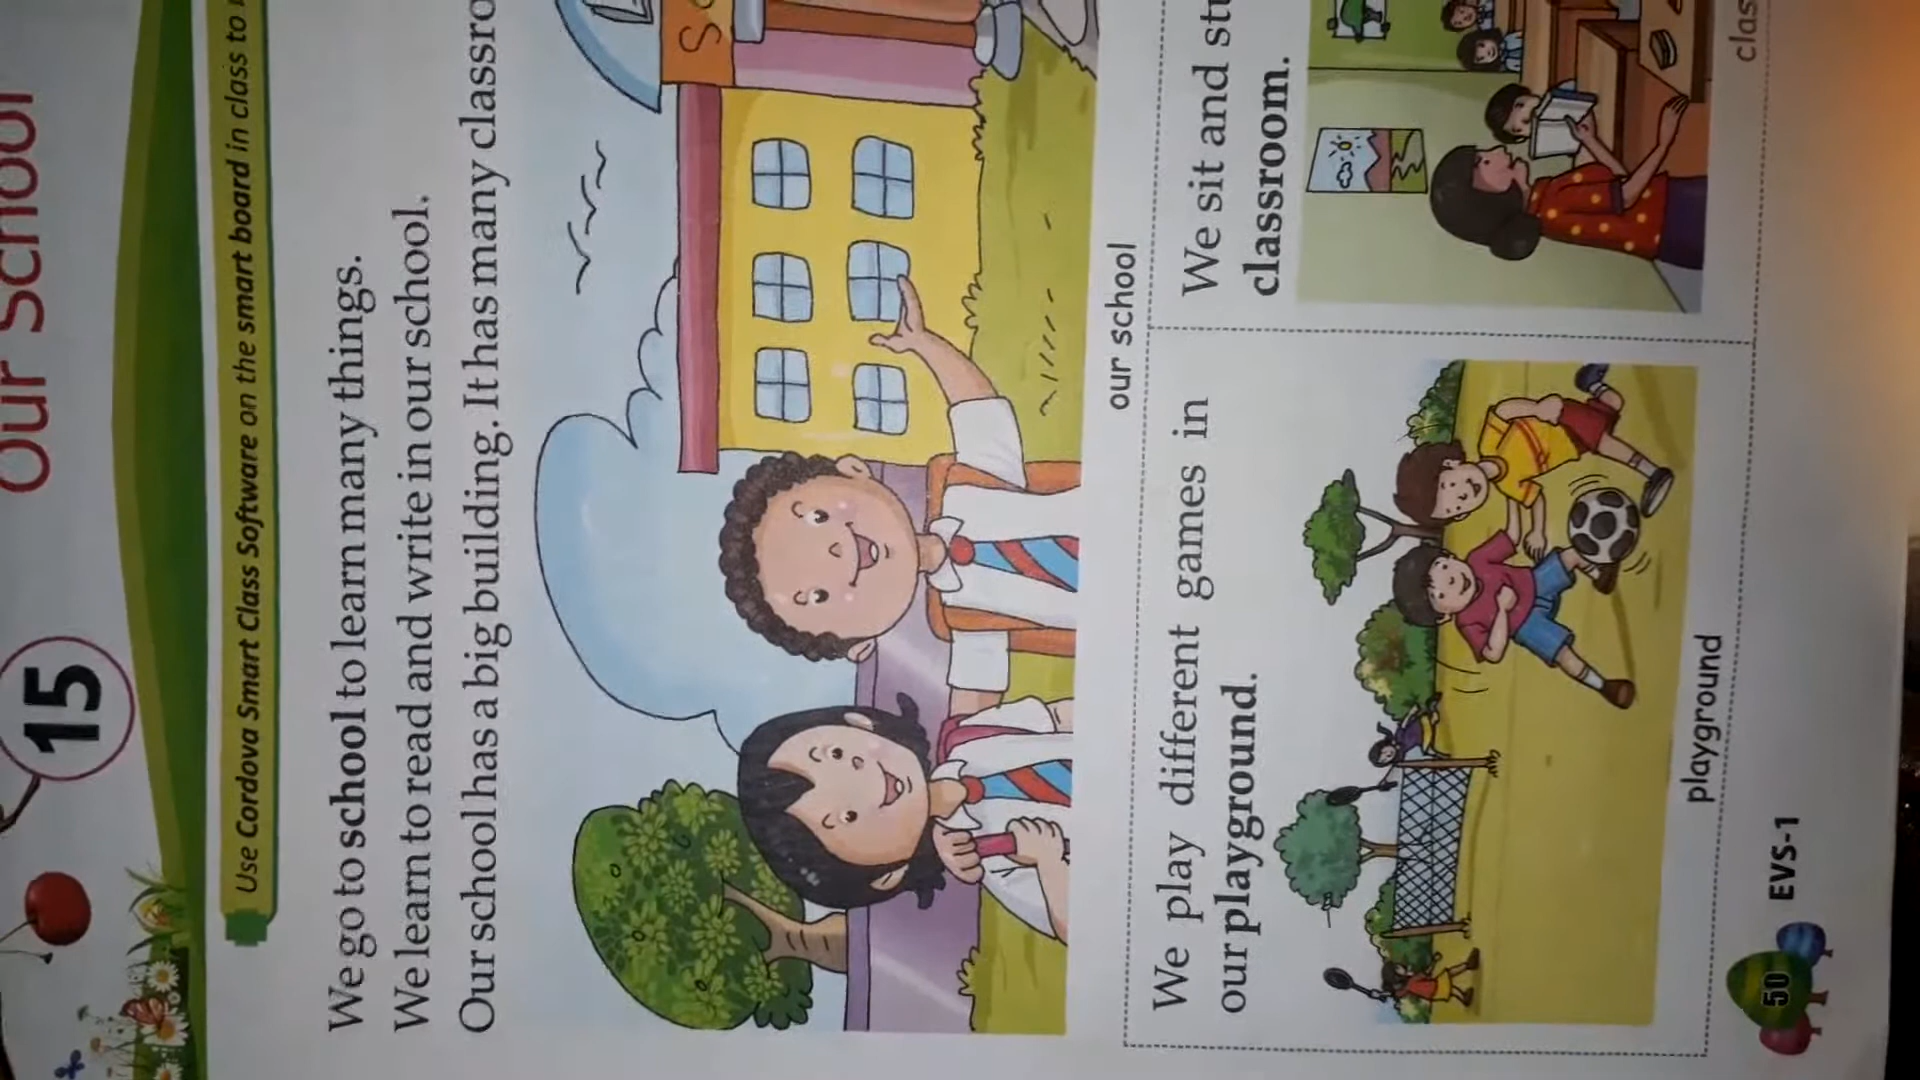 15
Our School
Use Cordova Smart Class Software on the smart board in class to
We go to school to learn many things.
We learn to read and write in our school.
Our school has a big building. It has many
our school
We play different games in
our playground.
playground
We sit and
classroom.
50
EVS-1